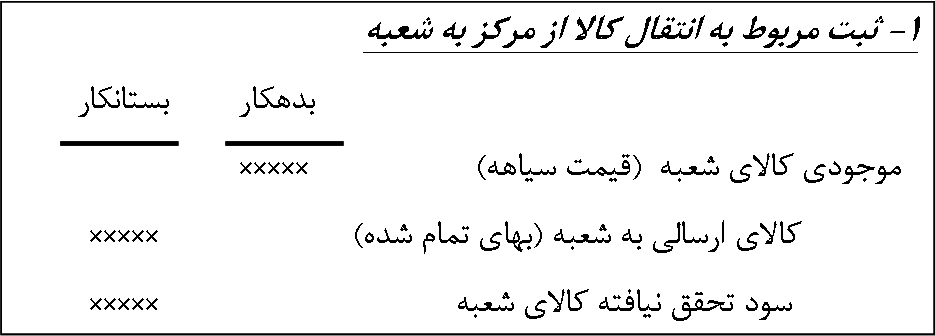 ۱- ثبت مربوط به انتقال کالا از مرکز به شعبه
بدهکار بستانکار
موجودی کالای شعبه (قیمت سیاهه) ×××××
کالای ارسالی به شعبه (بهای تمام شده) ×××××
سود تحقق نیافته کالای شعبه ×××××